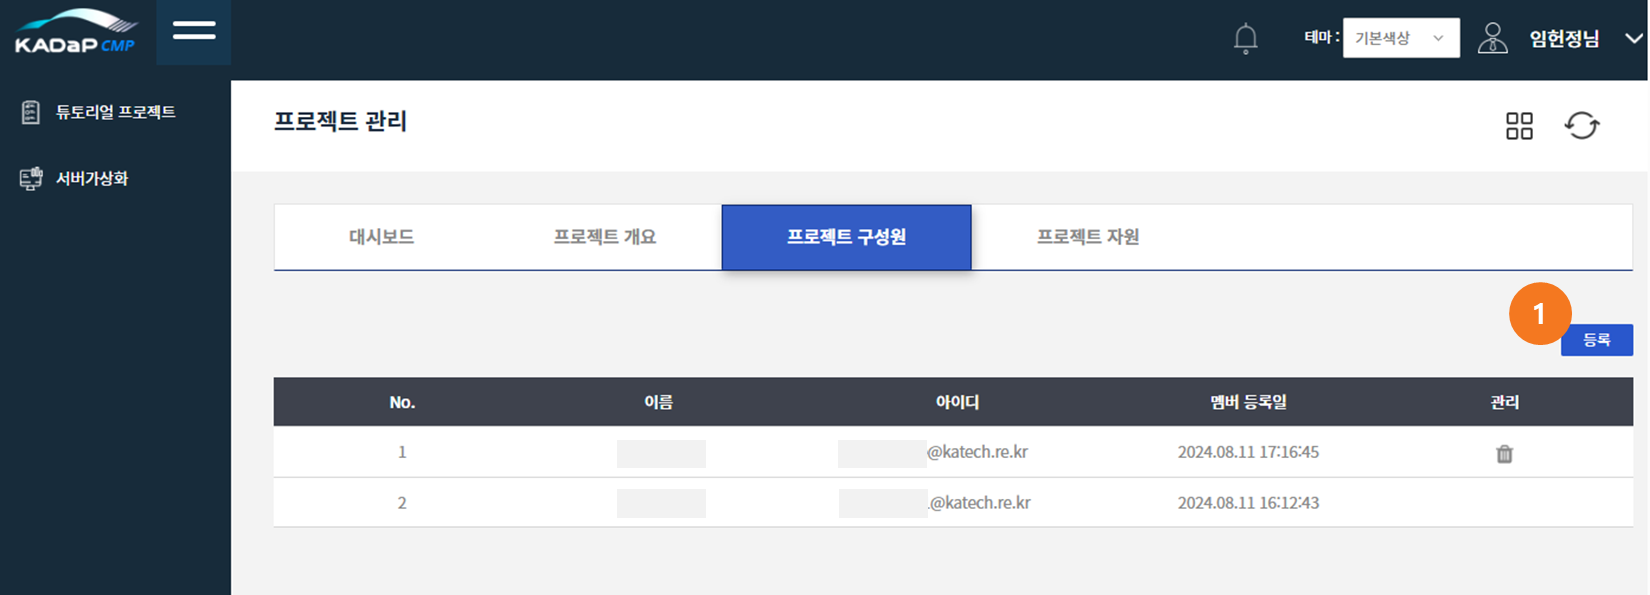 KADaP CMP
테마 : 기본색상 임헌정님
튜토리얼 프로젝트
서버가상화
프로젝트 관리
대시보드 프로젝트 개요 프로젝트 구성원 프로젝트 자원
1
등록
No. 이름 아이디 멤버 등록일 관리
1 @katech.re.kr 2024.08.11 17:16:45
2 .@katech.re.kr 2024.08.11 16:12:43